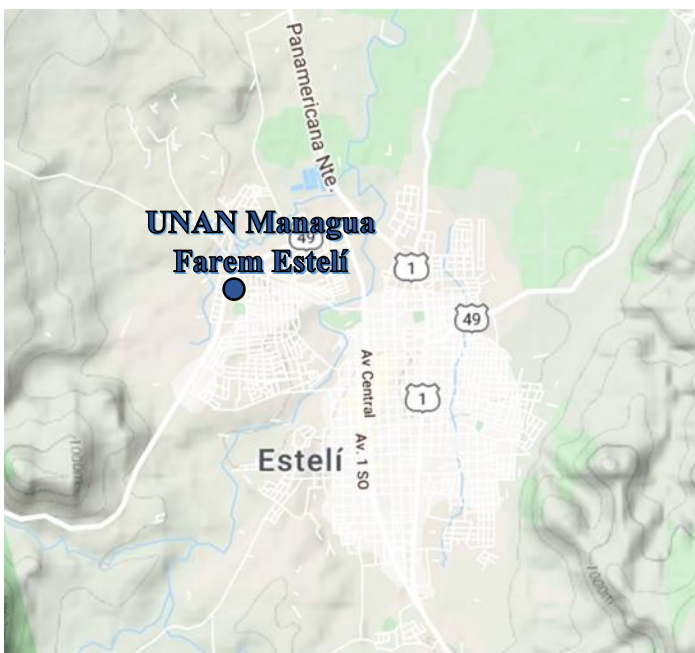 Panamericana Nte.
UNAN Managua
49
Farem Estelí
1
49
Av Central
1
Av. 1 SO
Estelí
1000m
1000m